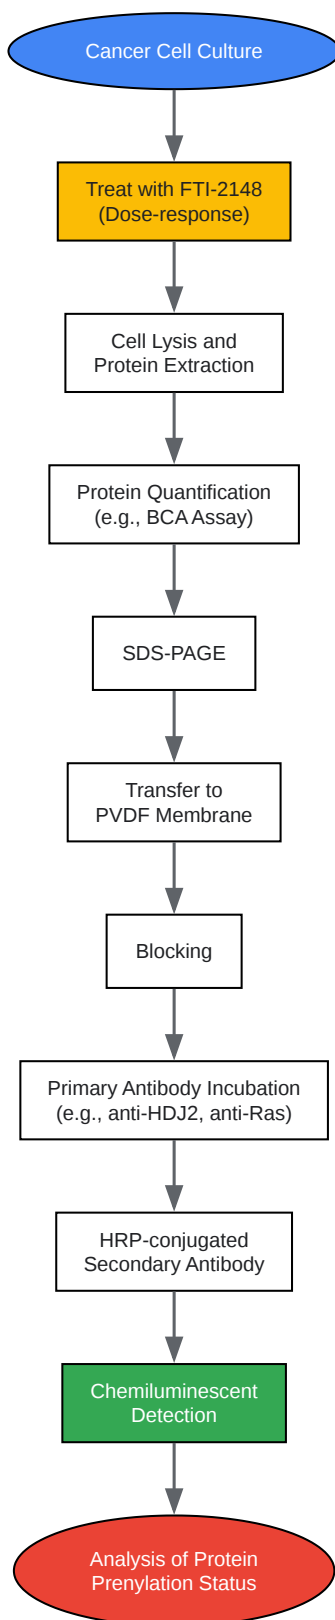 Cancer Cell Culture
Treat with FTI-2148
(Dose-response)
Cell Lysis and
Protein Extraction
Protein Quantification
(e.g., BCA Assay)
SDS-PAGE
Transfer to
PVDF Membrane
Blocking
Primary Antibody Incubation
(e.g., anti-HDJ2, anti-Ras)
HRP-conjugated
Secondary Antibody
Chemiluminescent
Detection
Analysis of Protein
Prenylation Status